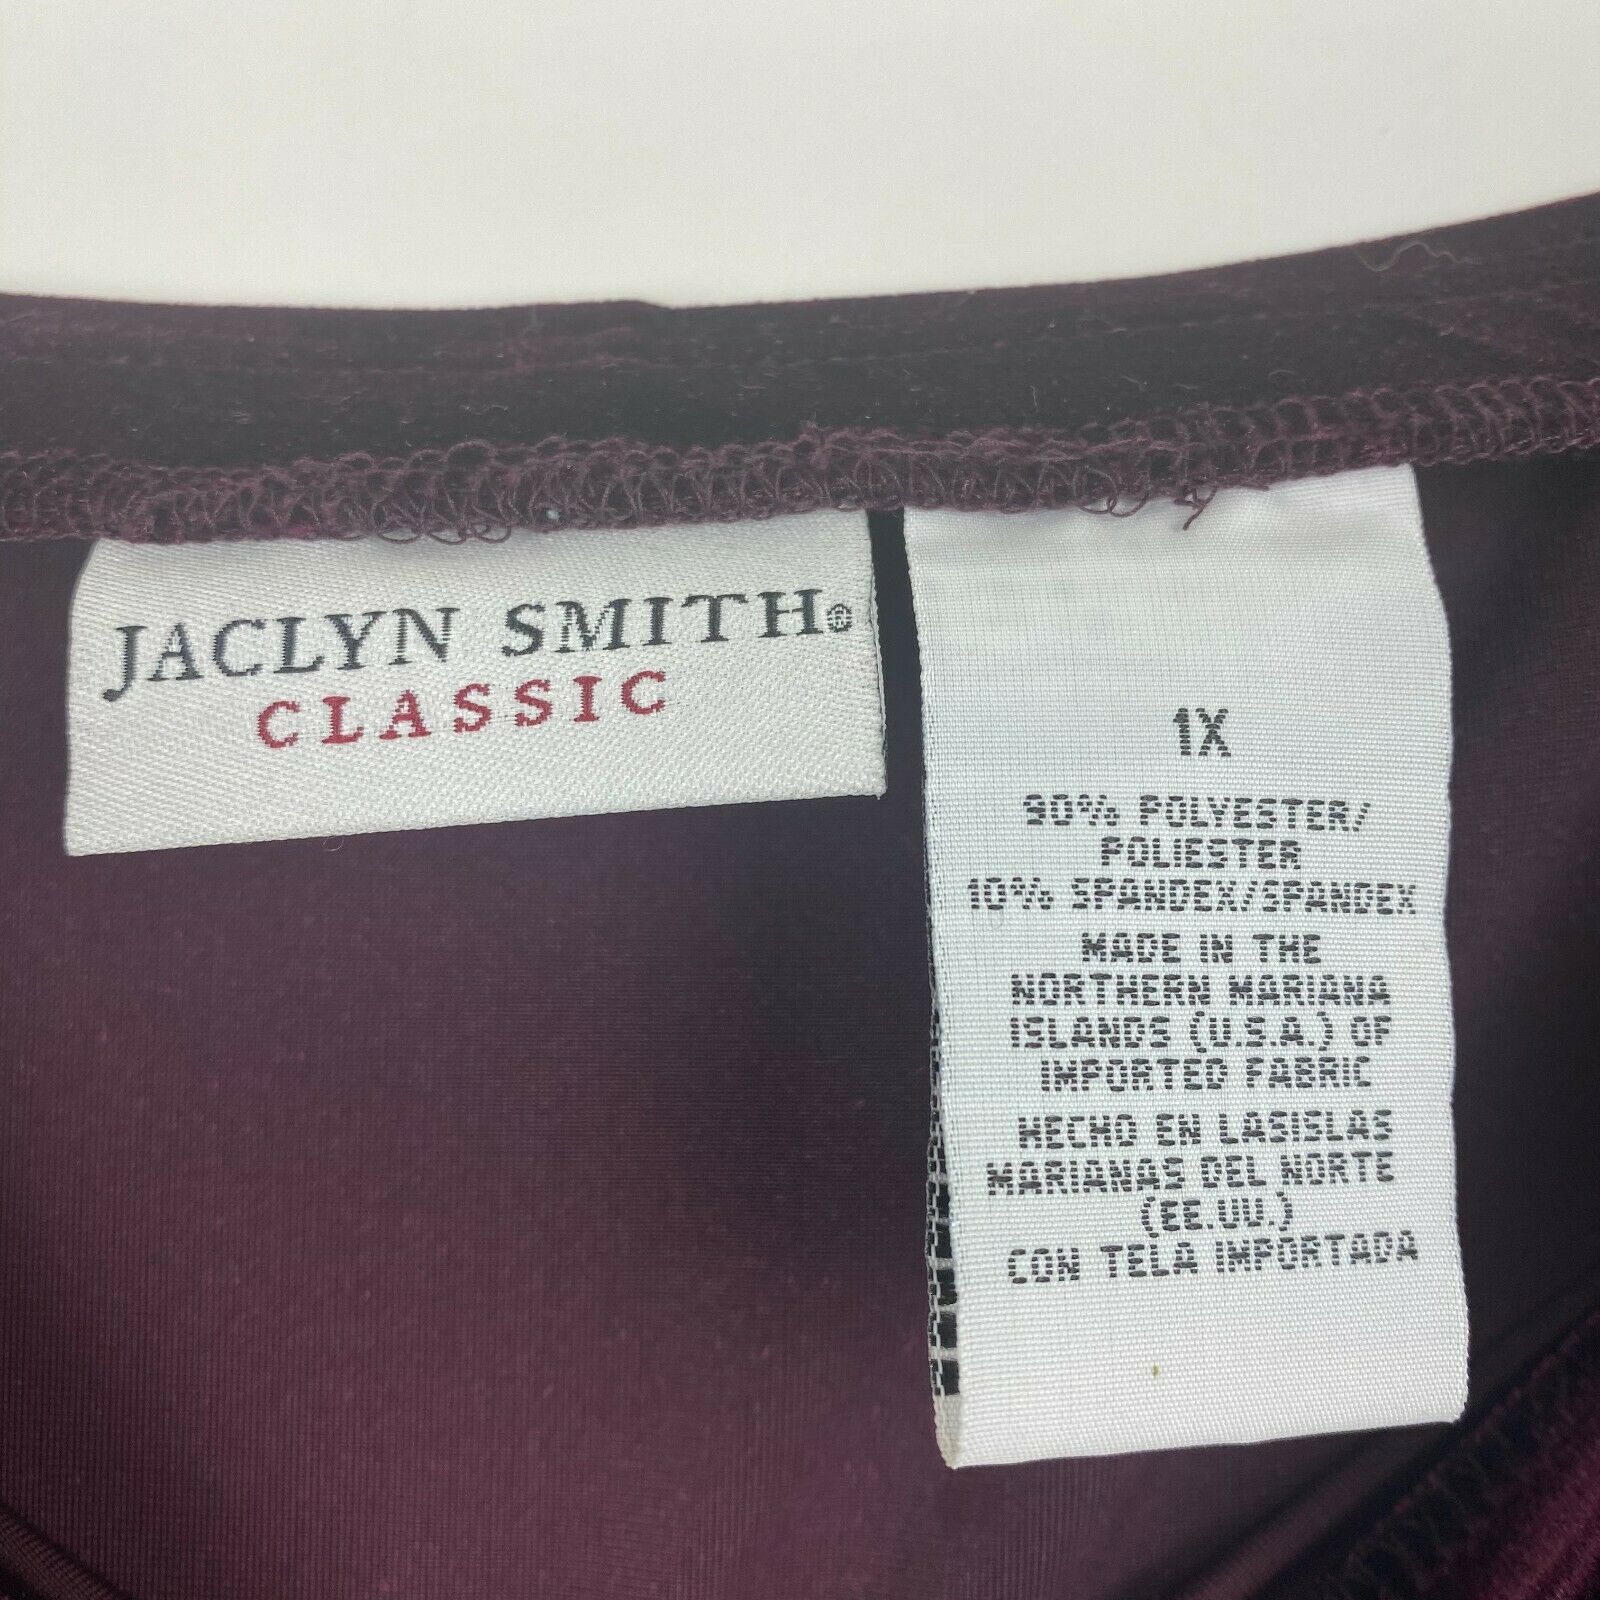 JACLYN SMITH®
CLASSIC
1X
90% POLYESTER/
POLIESTER
10% SPANDEX/SPANDEX
MADE IN THE
NORTHERN MARIANA
ISLANDS (U.S.A.) OF
IMPORTED FABRIC
HECHO EN LASISLAS
MARIANAS DEL NORTE
(EE.UU.)
CON TELA IMPORTADA